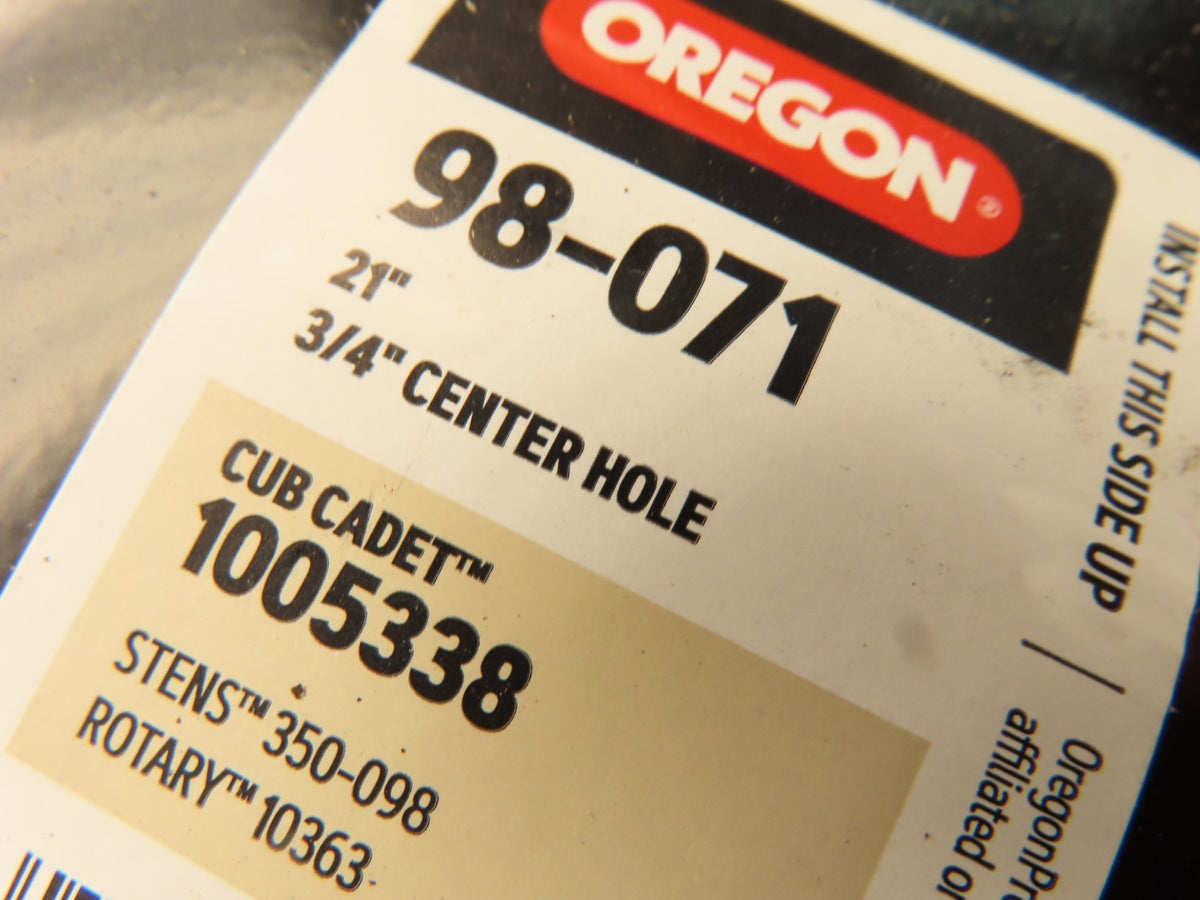 OREGON®
98-071
21"
3/4" CENTER HOLE
CUB CADET™
1005338
STENS™ 350-098
ROTARY™ 10363
INSTALL THIS SIDE UP
affiliated